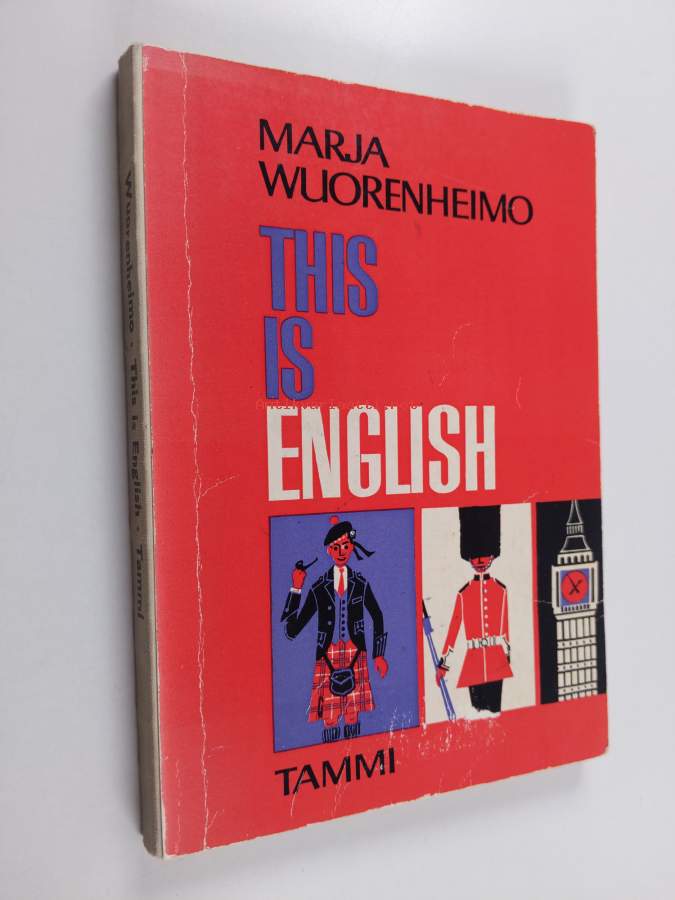 MARJA
WUORENHEIMO
THIS
IS
ENGLISH
TAMMI
Wuorenheimo · This is English · Tammi